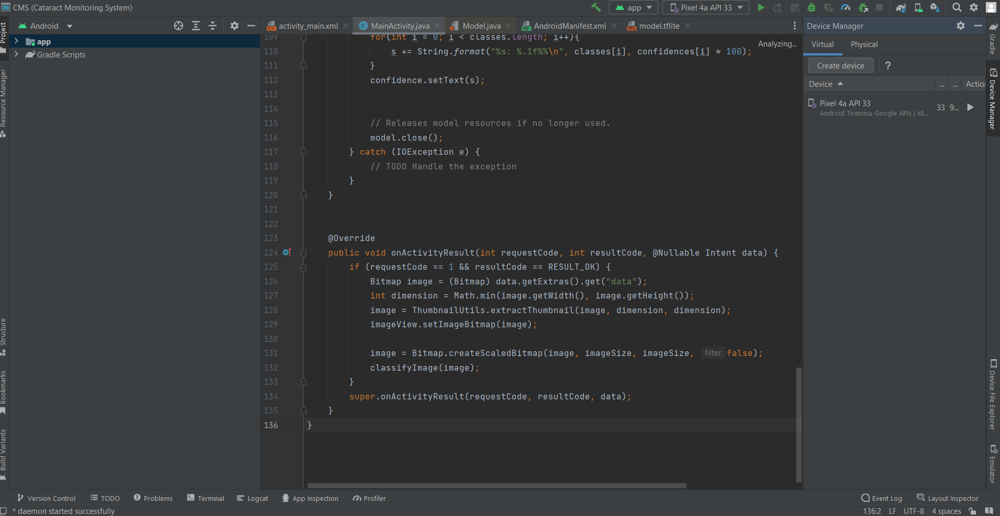 CMS (Cataract Monitoring System)
app
Pixel 4a API 33
Android
activity_main.xml
MainActivity.java
Model.java
AndroidManifest.xml
model.tflite
Device Manager
Project
app
Gradle Scripts
Resource Manager
Structure
Bookmarks
Build Variants
Analyzing...
109 for(int i = 0; i < classes.length; i++){
110 s += String.format("%s: %.1f%%\n", classes[i], confidences[i] * 100);
111 }
112 confidence.setText(s);
113
114
115 // Releases model resources if no longer used.
116 model.close();
117 } catch (IOException e) {
118 // TODO Handle the exception
119 }
120 }
121
122
123 @Override
124 public void onActivityResult(int requestCode, int resultCode, @Nullable Intent data) {
125 if (requestCode == 1 && resultCode == RESULT_OK) {
126 Bitmap image = (Bitmap) data.getExtras().get("data");
127 int dimension = Math.min(image.getWidth(), image.getHeight());
128 image = ThumbnailUtils.extractThumbnail(image, dimension, dimension);
129 imageView.setImageBitmap(image);
130
131 image = Bitmap.createScaledBitmap(image, imageSize, imageSize, filter: false);
132 classifyImage(image);
133 }
134 super.onActivityResult(requestCode, resultCode, data);
135 }
136 }
Virtual
Physical
Create device
?
Device ... ... Actio
Pixel 4a API 33
Android Tiramisu Google APIs | x8...
33 9...
Gradle
Device Manager
Device File Explorer
Emulator
Version Control
TODO
Problems
Terminal
Logcat
App Inspection
Profiler
Event Log
Layout Inspector
* daemon started successfully
136:2 LF UTF-8 4 spaces